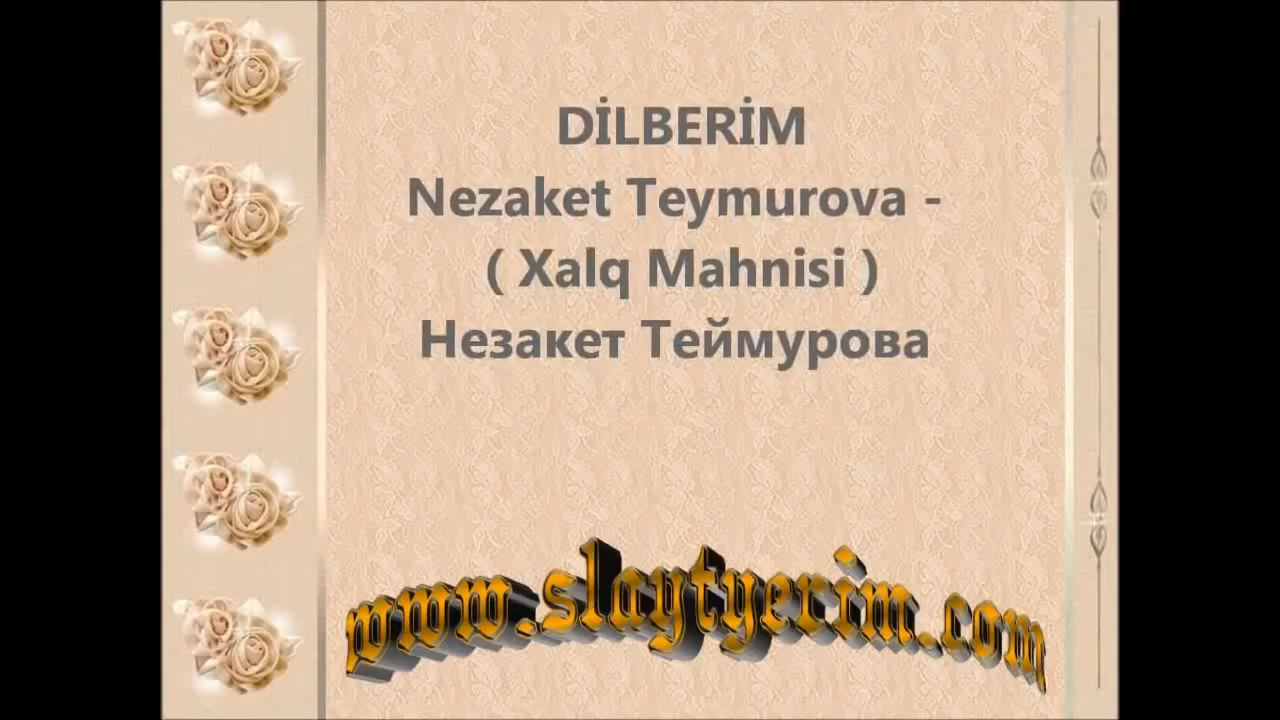 DİLBERİM
Nezaket Teymurova -
( Xalq Mahnisi )
Незакет Теймурова
www.slaytyerim.com